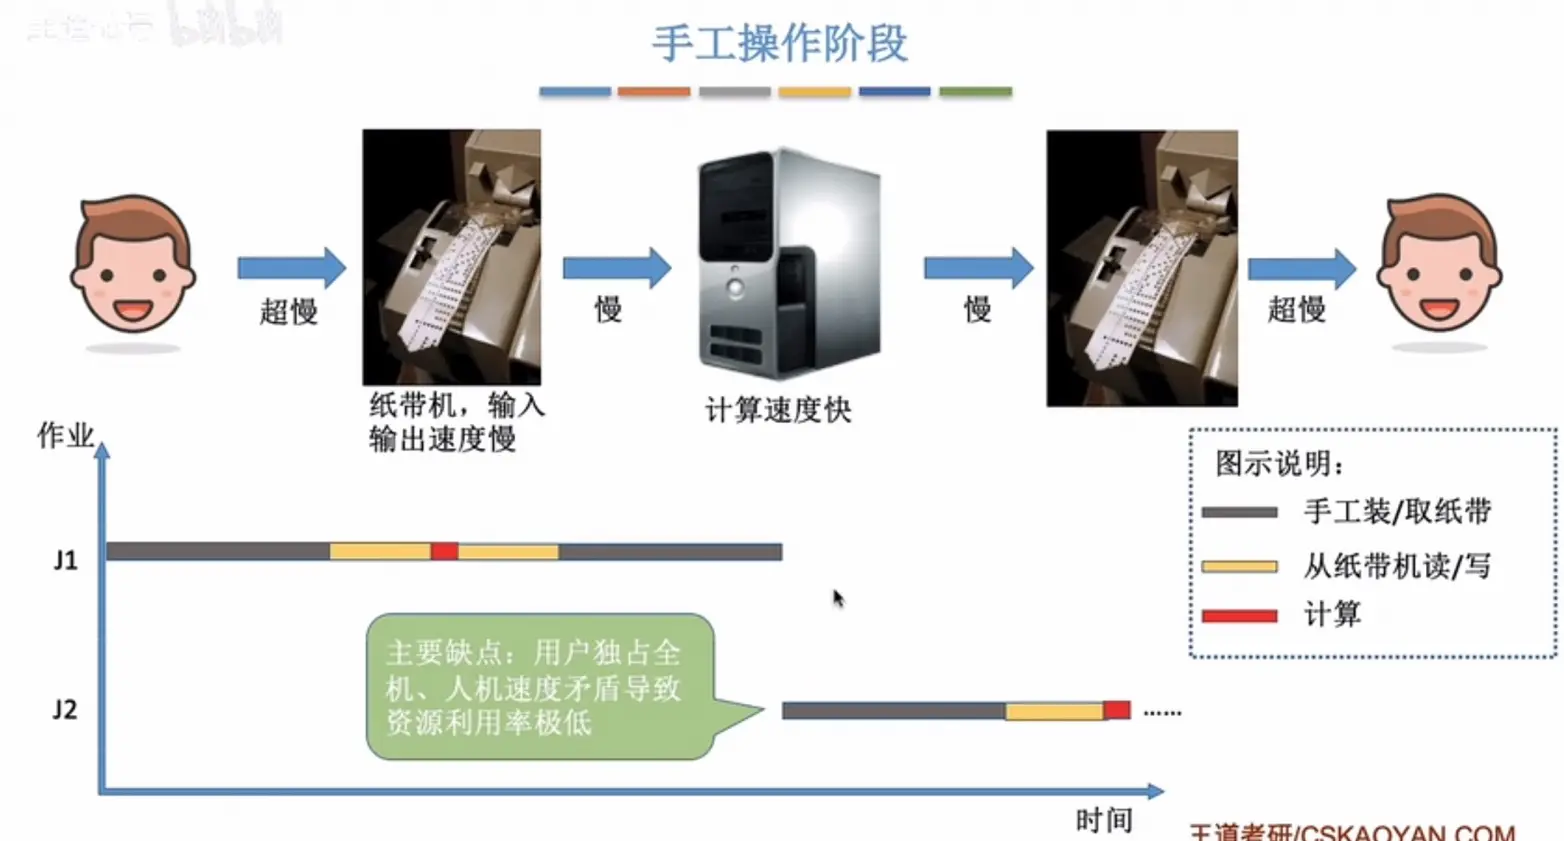 手工操作阶段
超慢
慢
慢
超慢
纸带机，输入
输出速度慢
计算速度快
作业
图示说明：
手工装/取纸带
从纸带机读/写
计算
J1
主要缺点：用户独占全
机、人机速度矛盾导致
资源利用率极低
J2
······
时间
王道考研/CSKAOYAN.COM